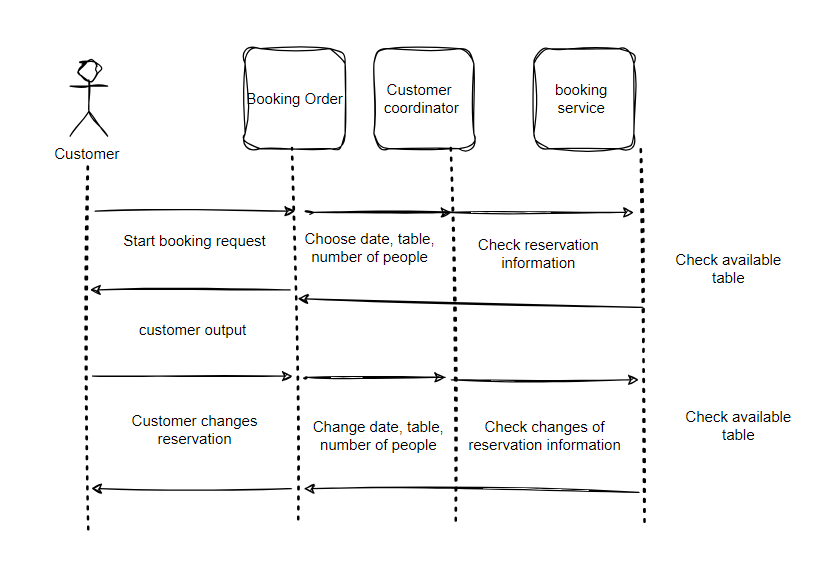 Customer
Booking Order
Customer
coordinator
booking
service
Start booking request
Choose date, table,
number of people
Check reservation
information
Check available
table
customer output
Customer changes
reservation
Change date, table,
number of people
Check changes of
reservation information
Check available
table